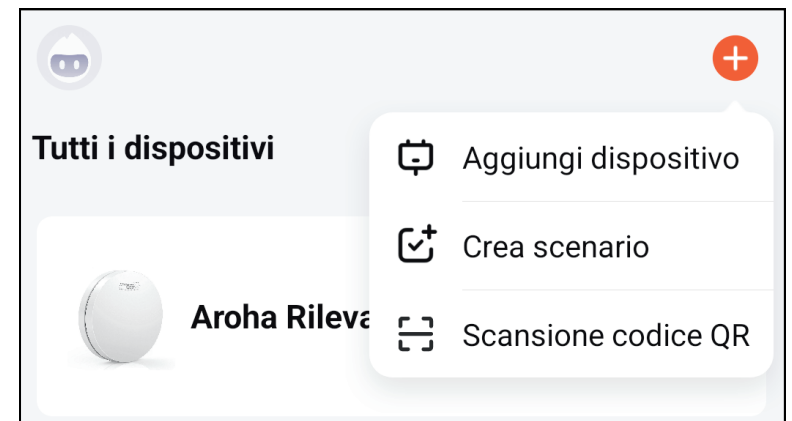 Tutti i dispositivi
Aggiungi dispositivo
Crea scenario
Aroha Rileva
Scansione codice QR